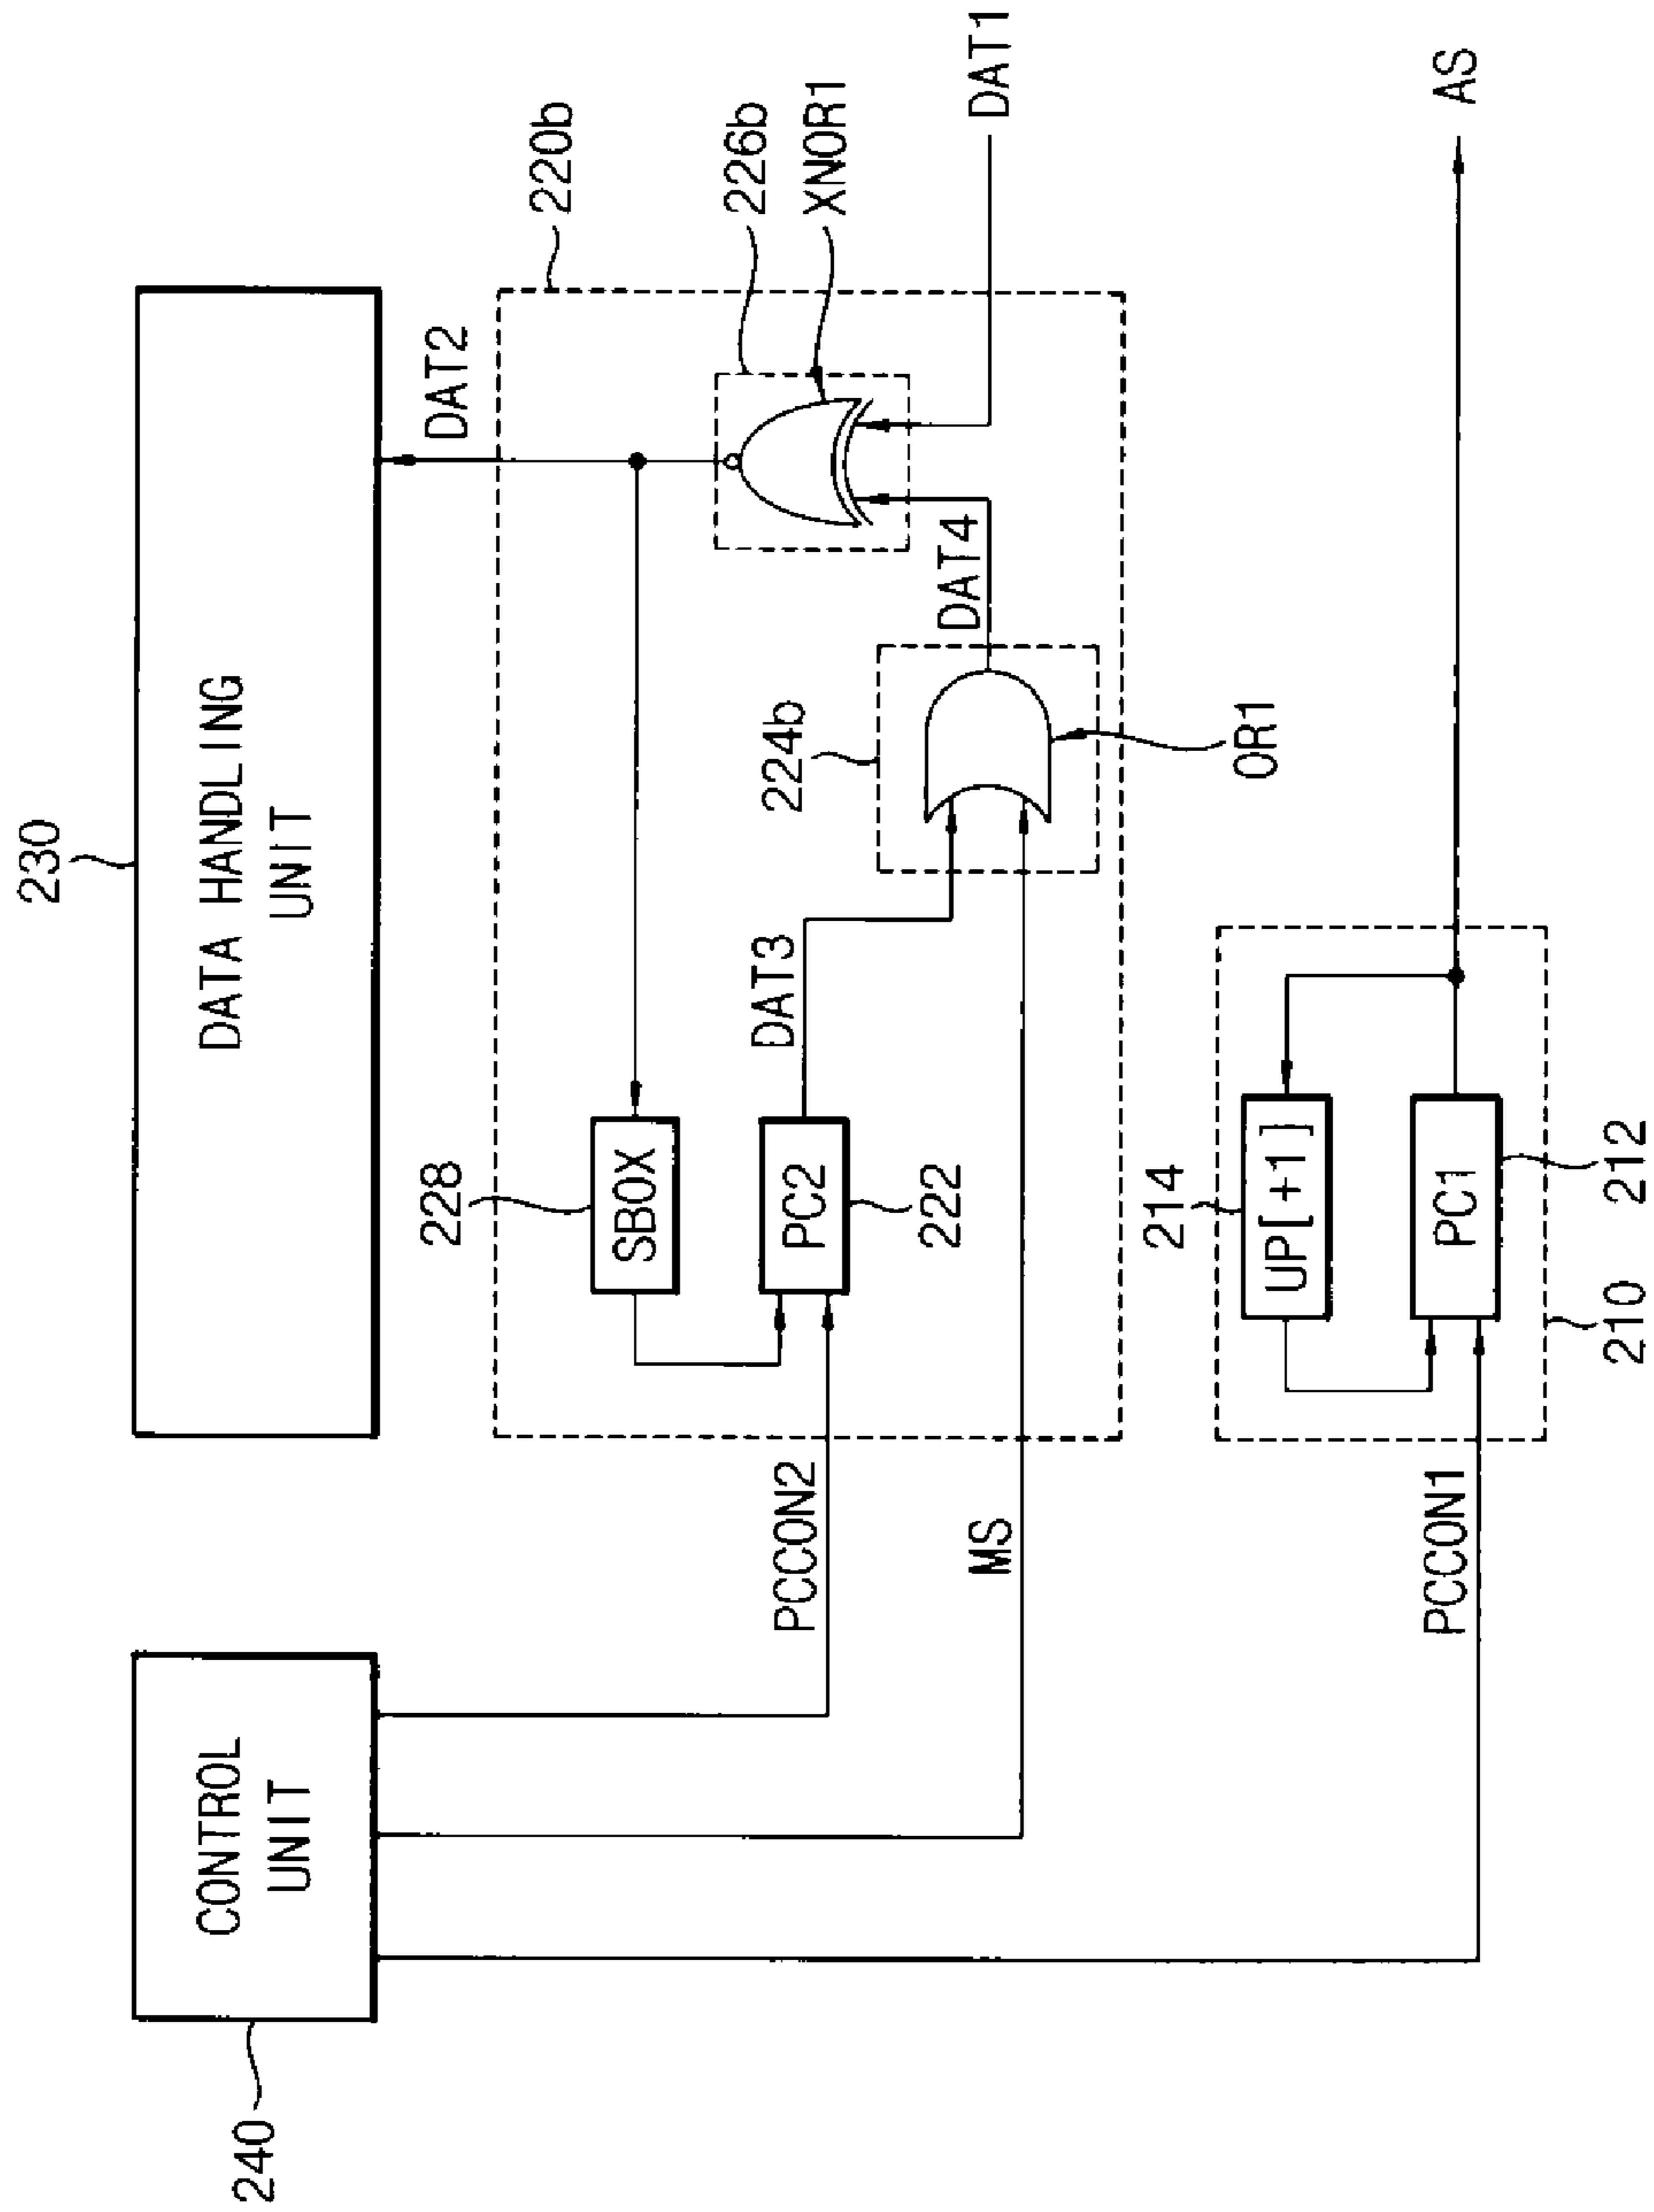 230
DATA HANDLING
UNIT
240
CONTROL
UNIT
DAT2
220b
228
SBOX
226b
XNOR1
PCCON2
PC2
222
DAT3
224b
DAT4
DAT1
MS
OR1
214
UP[+1]
PCCON1
PC1
212
210
AS